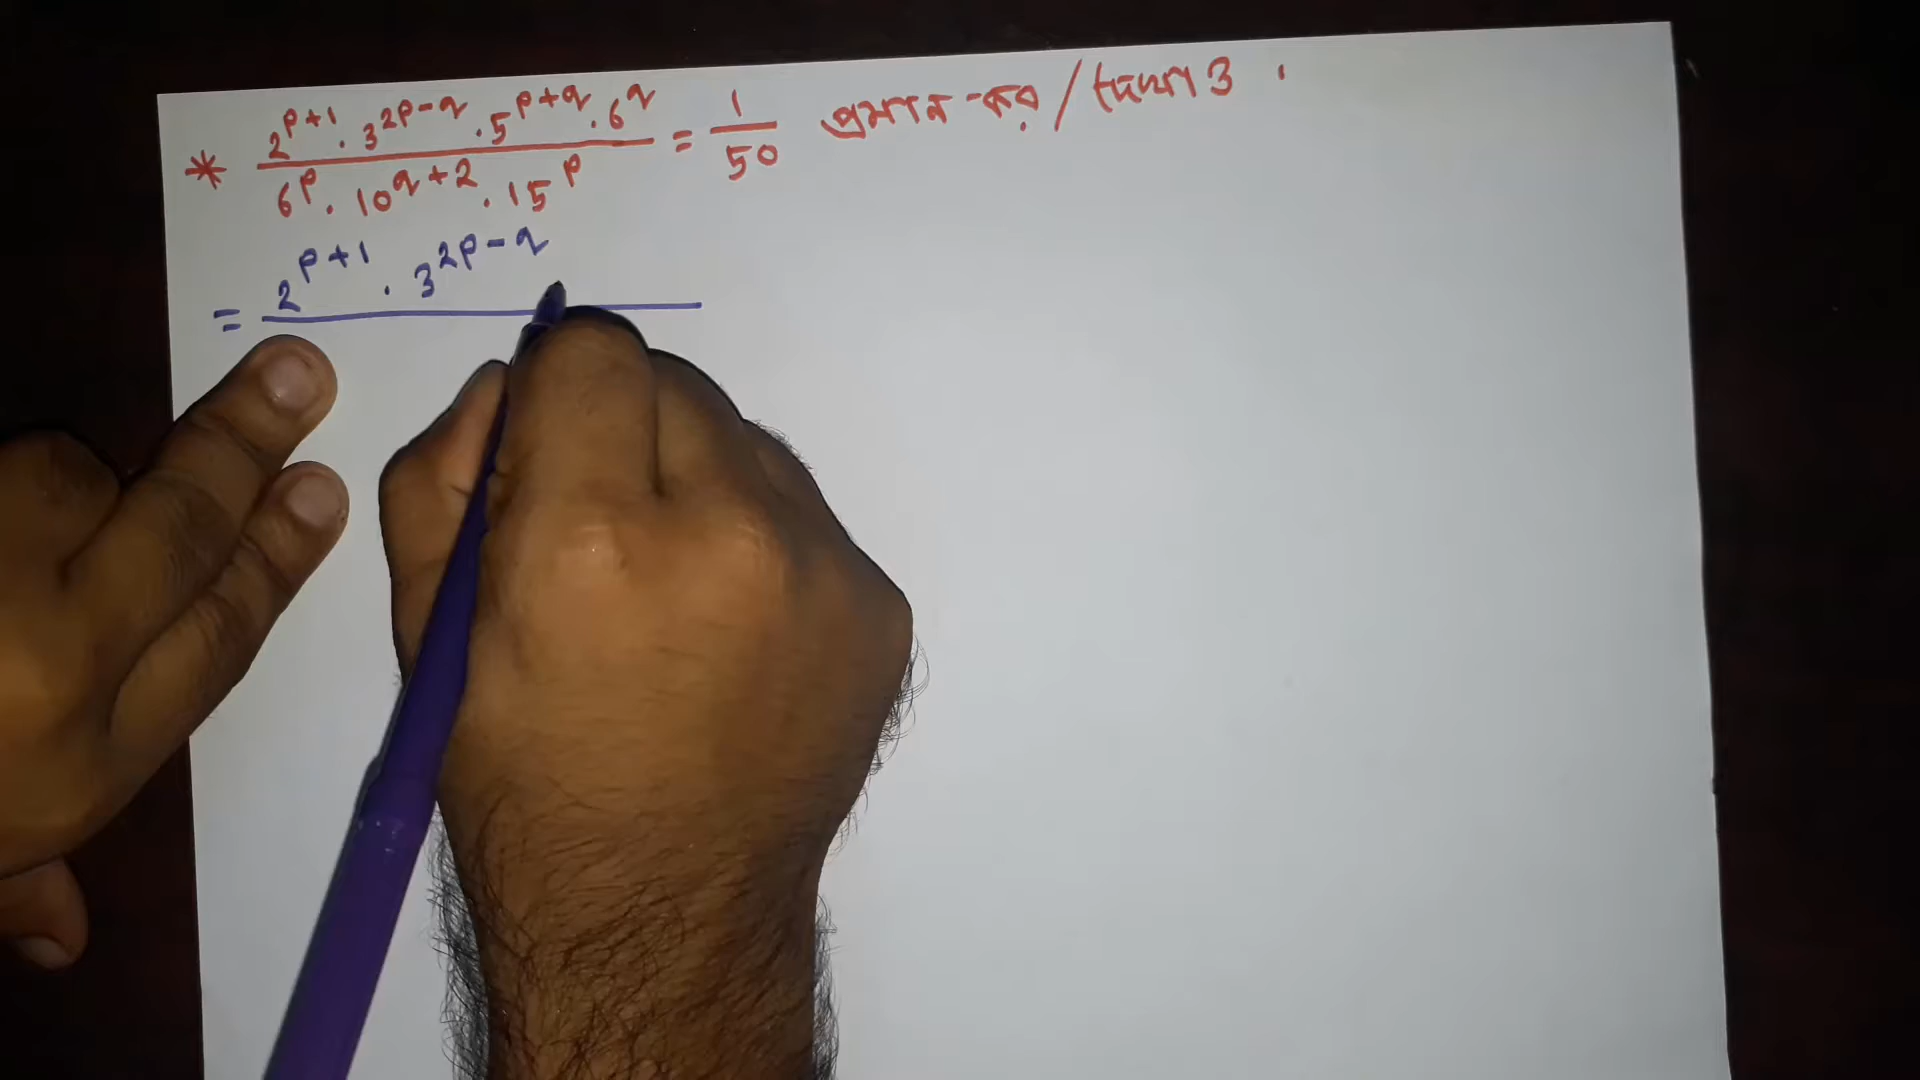 * 2^{p+1} · 3^{2p-q} · 5^{p+q} · 6^q / 6^p · 10^{q+2} · 15^p = 1/50 প্রমান কর / দেখাও ।
= 2^{p+1} · 3^{2p-q}